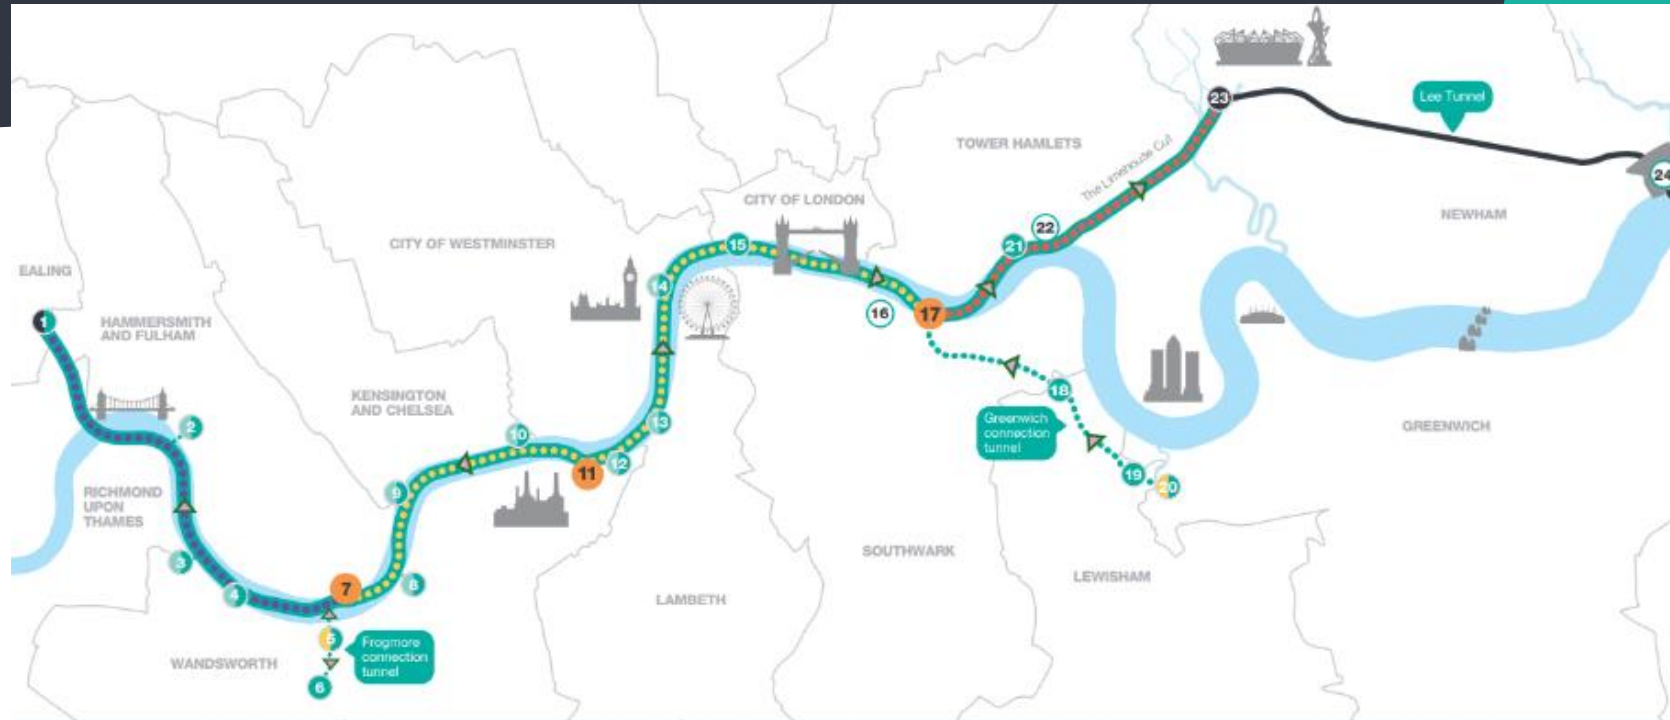 Lee Tunnel
23
TOWER HAMLETS
The Limehouse Cut
24
CITY OF LONDON
NEWHAM
22
21
CITY OF WESTMINSTER
15
EALING
14
16
17
1
HAMMERSMITH
AND FULHAM
18
KENSINGTON
AND CHELSEA
Greenwich
connection
tunnel
13
2
10
GREENWICH
12
11
19
20
9
RICHMOND
UPON
THAMES
SOUTHWARK
3
LEWISHAM
8
7
4
LAMBETH
5
Frogmore
connection
tunnel
WANDSWORTH
6